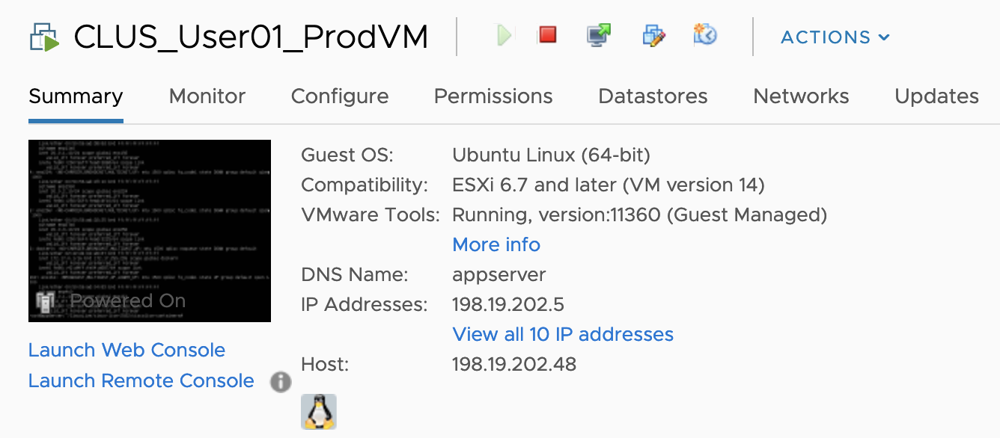 CLUS_User01_ProdVM
ACTIONS
Summary Monitor Configure Permissions Datastores Networks Updates
Guest OS: Ubuntu Linux (64-bit)
Compatibility: ESXi 6.7 and later (VM version 14)
VMware Tools: Running, version:11360 (Guest Managed)
More info
DNS Name: appserver
IP Addresses: 198.19.202.5
View all 10 IP addresses
Host: 198.19.202.48
Powered On
Launch Web Console
Launch Remote Console